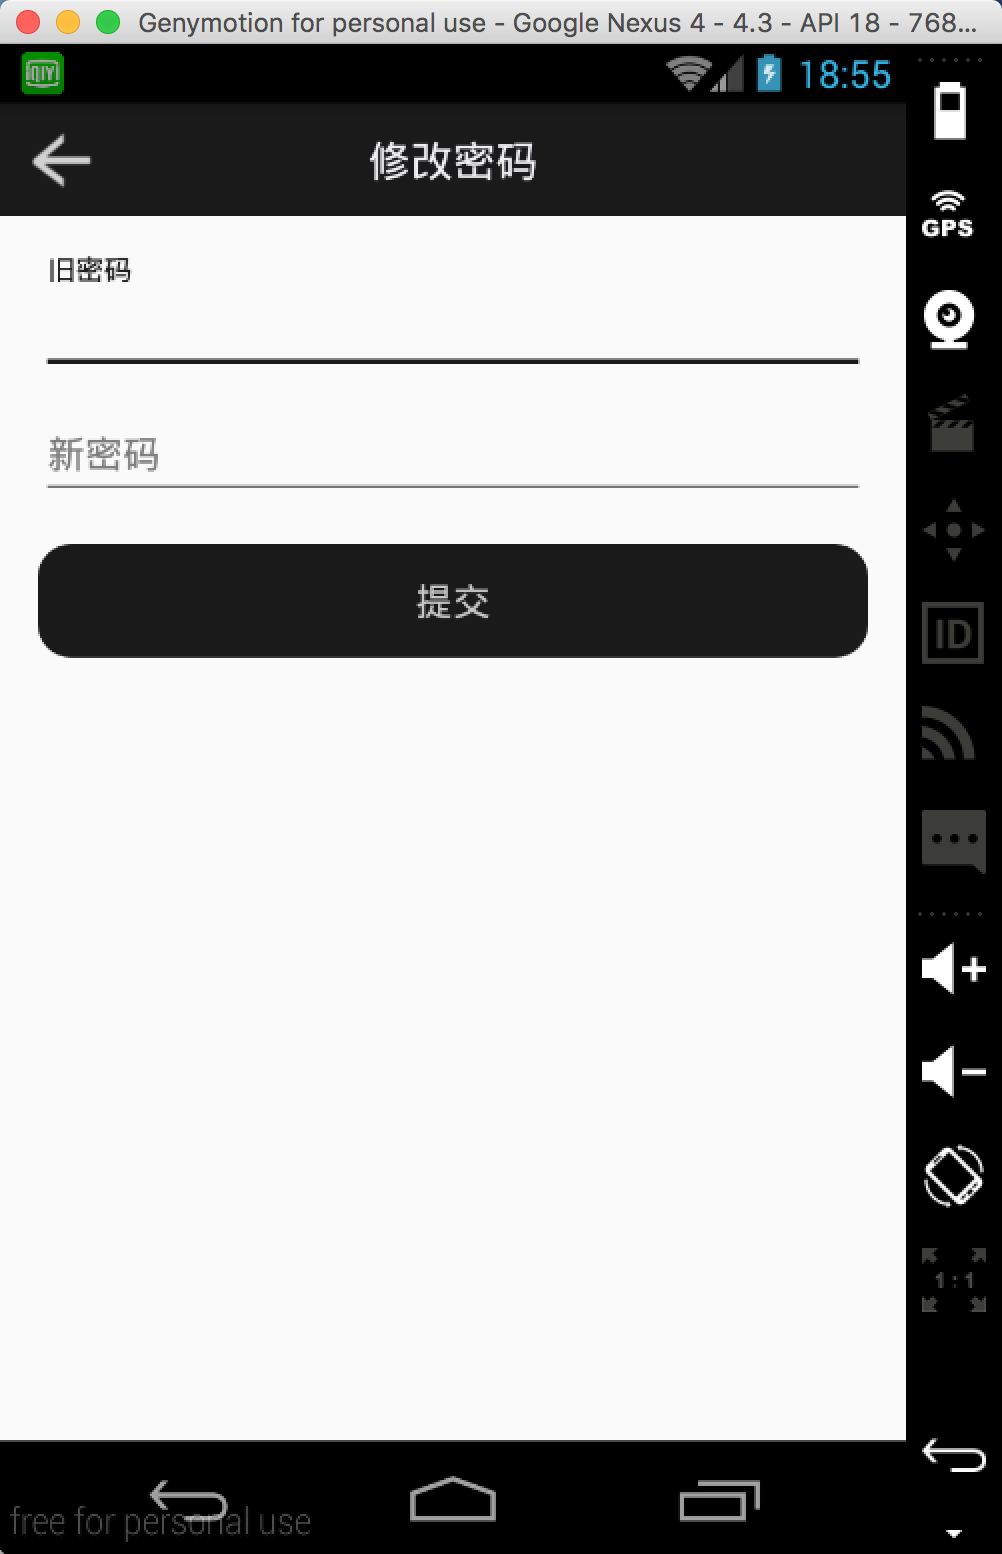 Genymotion for personal use - Google Nexus 4 - 4.3 - API 18 - 768...
QIY
18:55
修改密码
GPS
旧密码
新密码
提交
ID
1:1
free for personal use